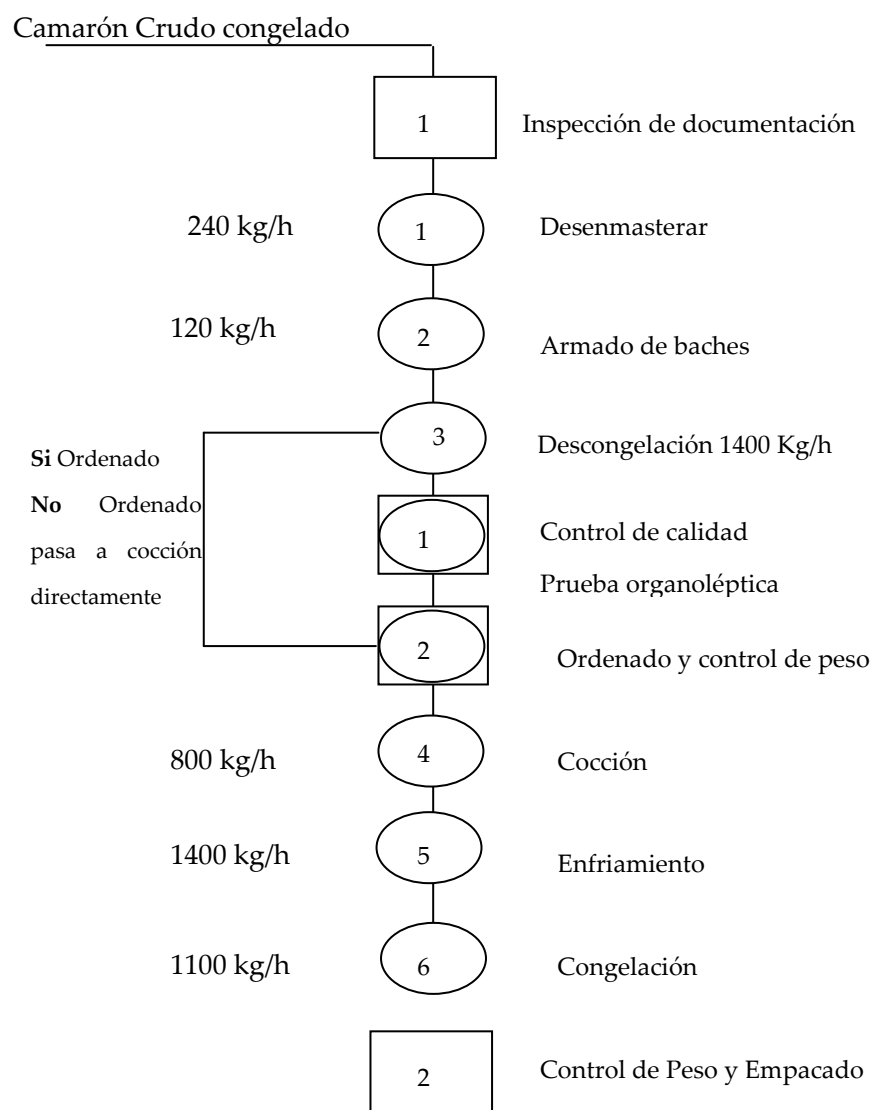 Camarón Crudo congelado
1
Inspección de documentación
240 kg/h
1
Desenmasterar
120 kg/h
2
Armado de baches
3
Descongelación 1400 Kg/h
Si Ordenado
No Ordenado
pasa a cocción
directamente
1
Control de calidad
Prueba organoléptica
2
Ordenado y control de peso
800 kg/h
4
Cocción
1400 kg/h
5
Enfriamiento
1100 kg/h
6
Congelación
2
Control de Peso y Empacado